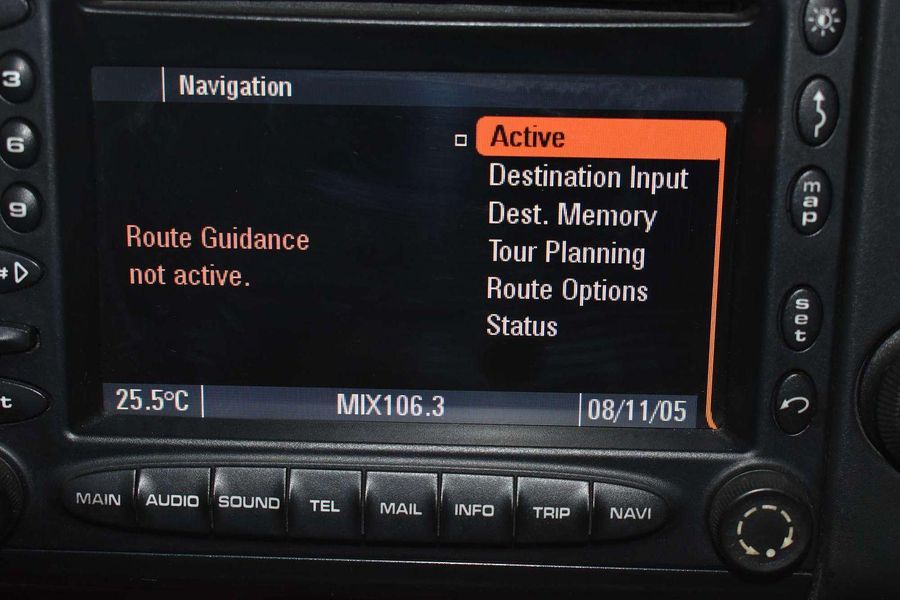 Navigation
Active
Destination Input
Dest. Memory
Tour Planning
Route Options
Status
Route Guidance
not active.
25.5°C
MIX106.3
08/11/05
3
6
9
#
map
set
MAIN
AUDIO
SOUND
TEL
MAIL
INFO
TRIP
NAVI